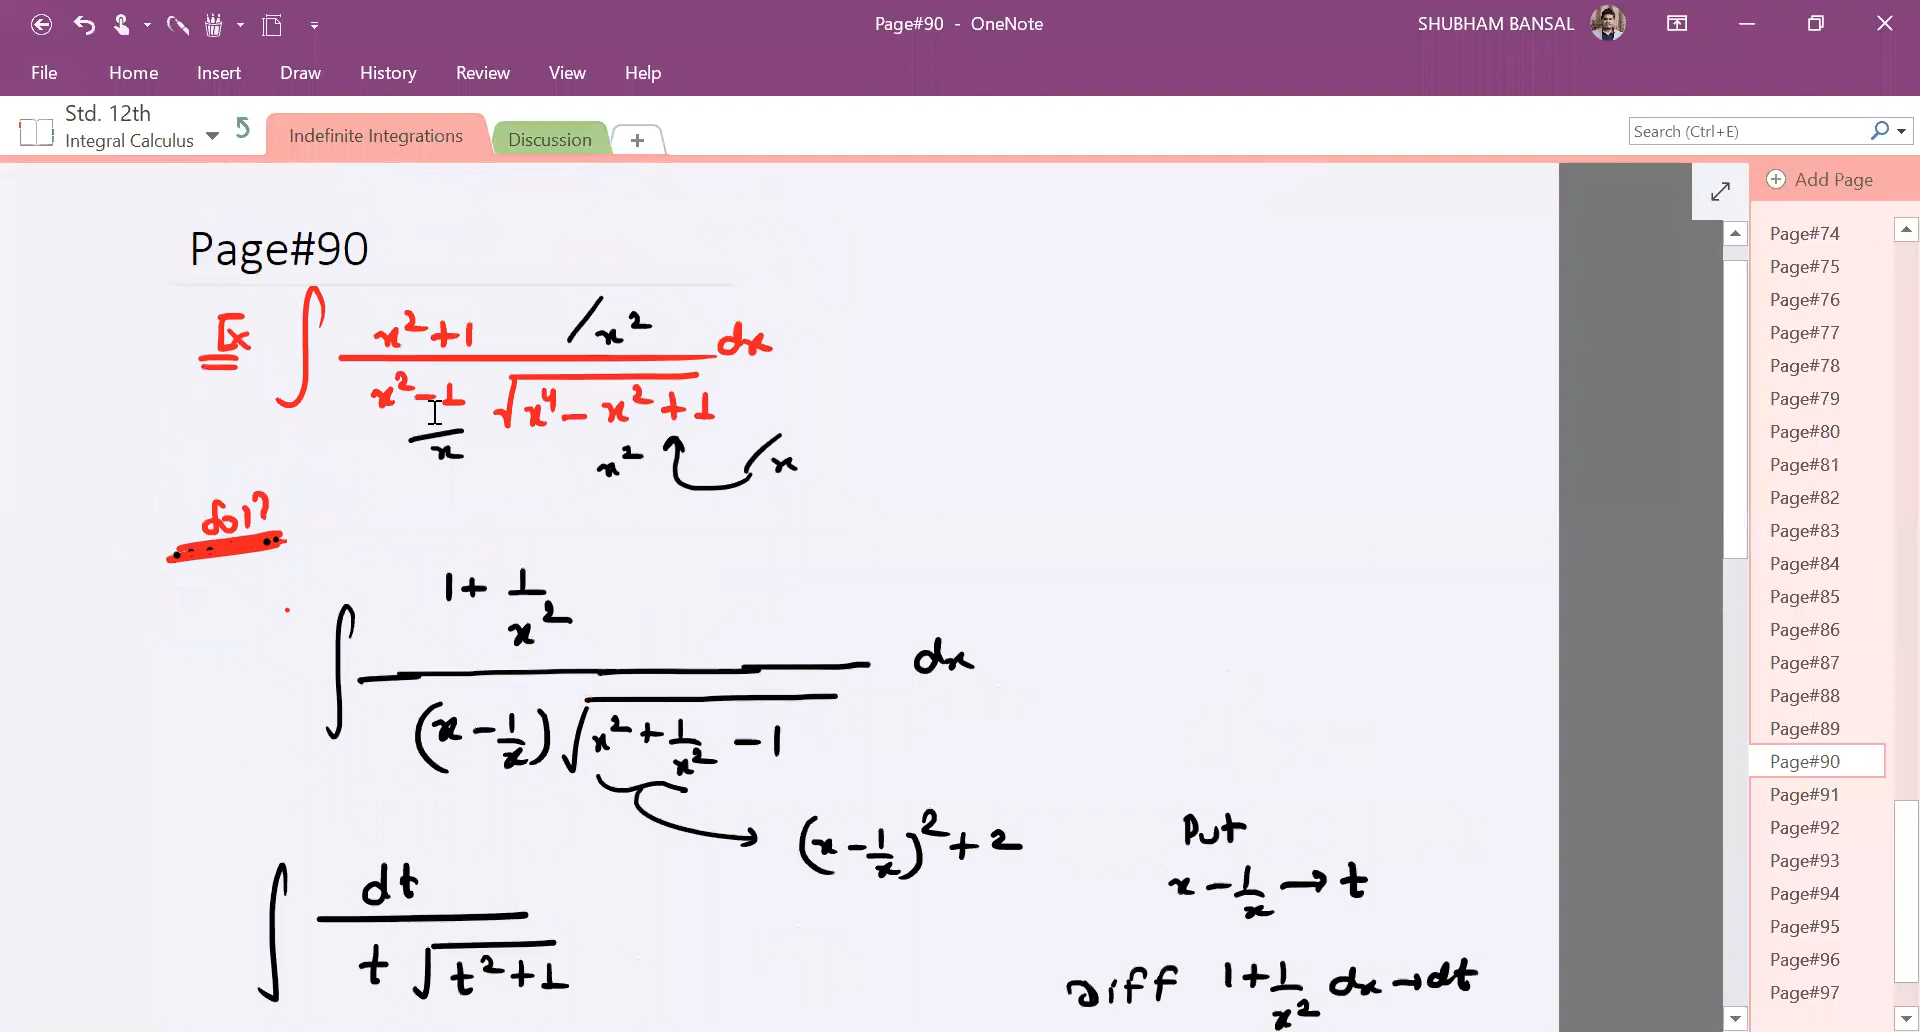 Page#90 - OneNote
SHUBHAM BANSAL
File Home Insert Draw History Review View Help
Std. 12th
Integral Calculus
Indefinite Integrations
Discussion
+
Search (Ctrl+E)
Add Page
Page#74
Page#75
Page#76
Page#77
Page#78
Page#79
Page#80
Page#81
Page#82
Page#83
Page#84
Page#85
Page#86
Page#87
Page#88
Page#89
Page#90
Page#91
Page#92
Page#93
Page#94
Page#95
Page#96
Page#97
Page#90
Ex ∫ x²+1 /x² dx
x²-1 √x⁴-x²+1
x x² /x
Solⁿ
∫ 1+1/x² dx
(x-1/x)√x²+1/x²-1
(x-1/x)²+2
Put
x-1/x→t
Diff 1+1/x² dx→dt
∫ dt
t√t²+1